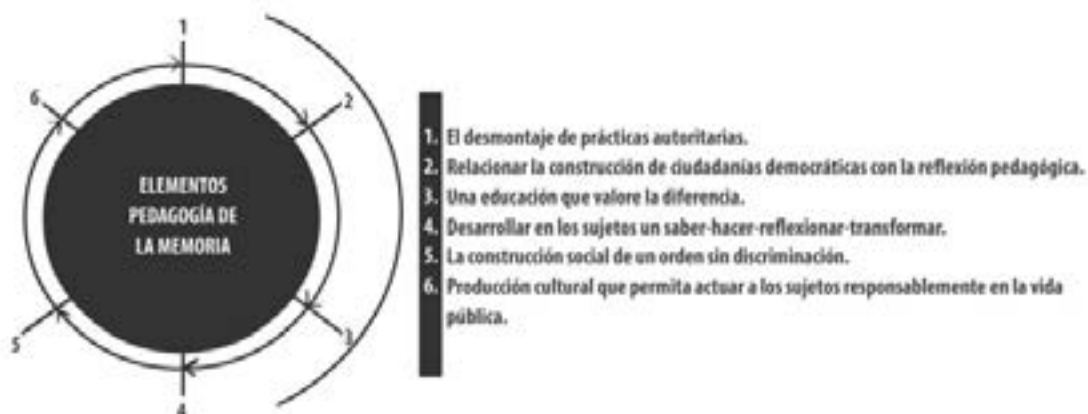 1
2
3
4
5
6
ELEMENTOS
PEDAGOGÍA DE
LA MEMORIA
1. El desmontaje de prácticas autoritarias.
2. Relacionar la construcción de ciudadanías democráticas con la reflexión pedagógica.
3. Una educación que valore la diferencia.
4. Desarrollar en los sujetos un saber-hacer-reflexionar-transformar.
5. La construcción social de un orden sin discriminación.
6. Producción cultural que permita actuar a los sujetos responsablemente en la vida
pública.